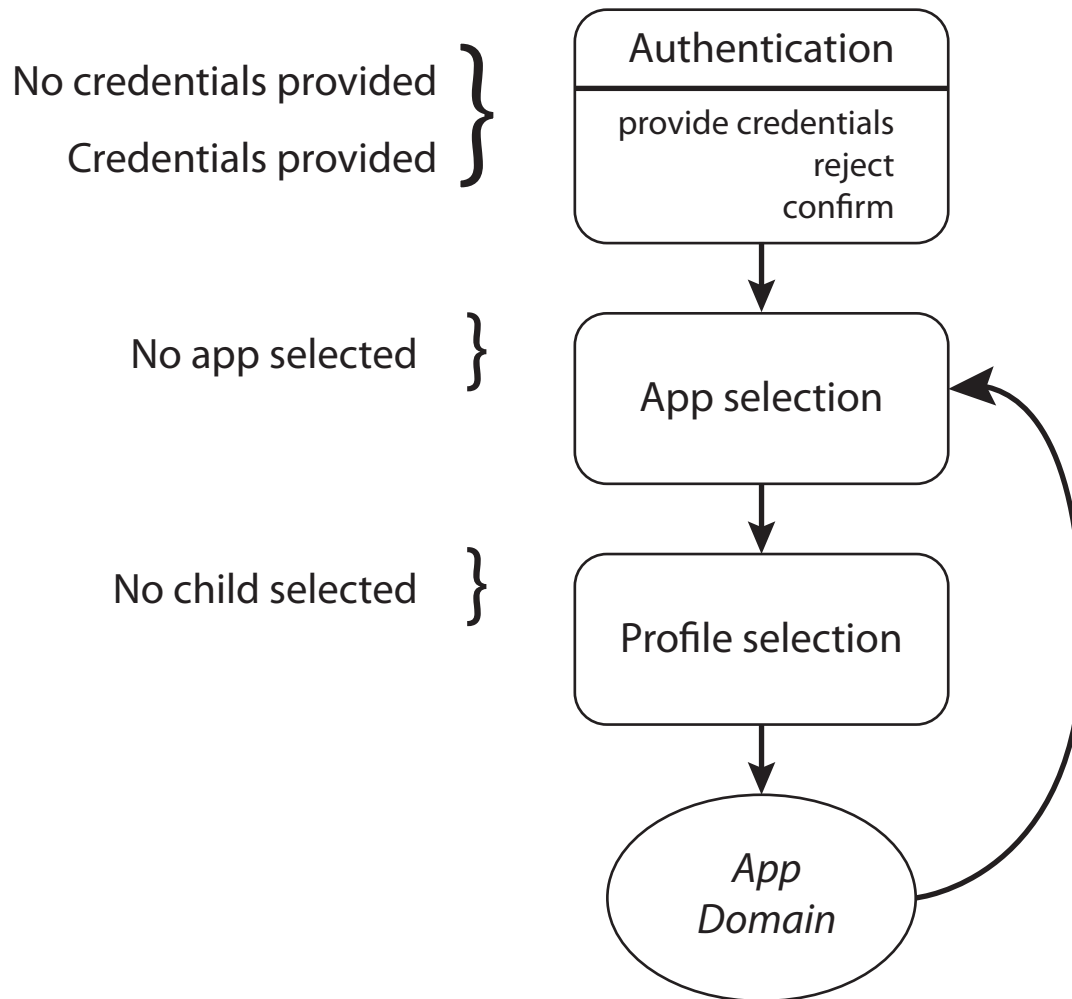 Authentication
No credentials provided
provide credentials
Credentials provided
reject
confirm
No app selected
App selection
No child selected
Profile selection
App
Domain